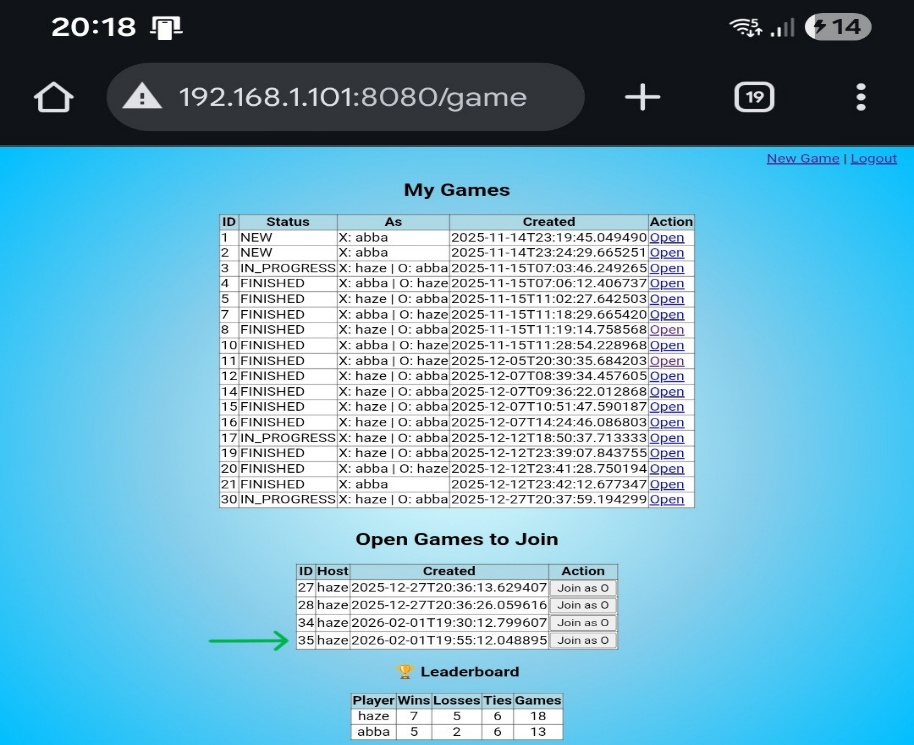 20:18
5
14
192.168.1.101:8080/game
19
New Game | Logout
My Games
ID Status As Created Action
1 NEW X: abba 2025-11-14T23:19:45.049490 Open
2 NEW X: abba 2025-11-14T23:24:29.665251 Open
3 IN_PROGRESS X: haze | O: abba 2025-11-15T07:03:46.249265 Open
4 FINISHED X: abba | O: haze 2025-11-15T07:06:12.406737 Open
5 FINISHED X: haze | O: abba 2025-11-15T11:02:27.642503 Open
7 FINISHED X: abba | O: haze 2025-11-15T11:18:29.665420 Open
8 FINISHED X: haze | O: abba 2025-11-15T11:19:14.758568 Open
10 FINISHED X: abba | O: haze 2025-11-15T11:28:54.228968 Open
11 FINISHED X: abba | O: haze 2025-12-05T20:30:35.684203 Open
12 FINISHED X: haze | O: abba 2025-12-07T08:39:34.457605 Open
14 FINISHED X: haze | O: abba 2025-12-07T09:36:22.012868 Open
15 FINISHED X: haze | O: abba 2025-12-07T10:51:47.590187 Open
16 FINISHED X: haze | O: abba 2025-12-07T14:24:46.086803 Open
17 IN_PROGRESS X: haze | O: abba 2025-12-12T18:50:37.713333 Open
19 FINISHED X: haze | O: abba 2025-12-12T23:39:07.843755 Open
20 FINISHED X: abba | O: haze 2025-12-12T23:41:28.750194 Open
21 FINISHED X: abba 2025-12-12T23:42:12.677347 Open
30 IN_PROGRESS X: haze | O: abba 2025-12-27T20:37:59.194299 Open
Open Games to Join
ID Host Created Action
27 haze 2025-12-27T20:36:13.629407 Join as O
28 haze 2025-12-27T20:36:26.059616 Join as O
34 haze 2026-02-01T19:30:12.799607 Join as O
35 haze 2026-02-01T19:55:12.048895 Join as O
🏆 Leaderboard
Player Wins Losses Ties Games
haze 7 5 6 18
abba 5 2 6 13